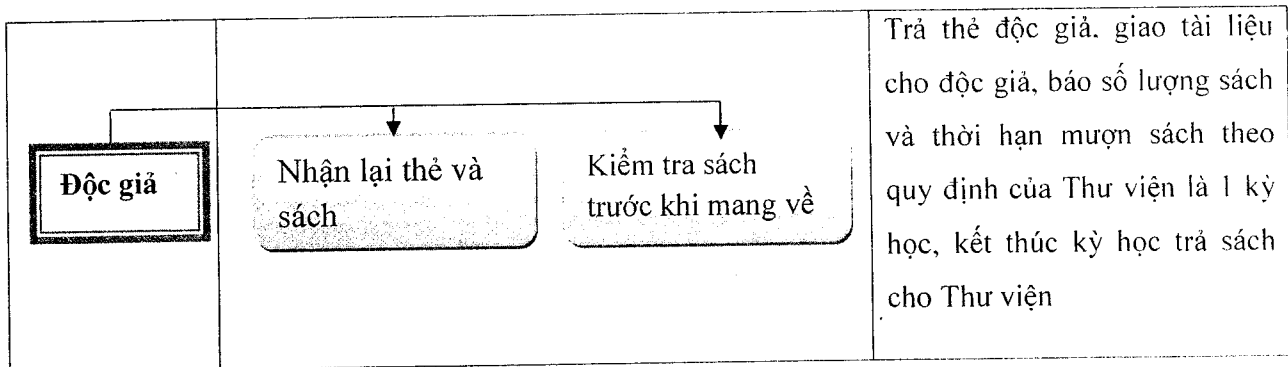 Độc giả
Nhận lại thẻ và
sách
Kiểm tra sách
trước khi mang về
Trả thẻ độc giả. giao tài liệu
cho độc giả, báo số lượng sách
và thời hạn mượn sách theo
quy định của Thư viện là 1 kỳ
học, kết thúc kỳ học trả sách
cho Thư viện